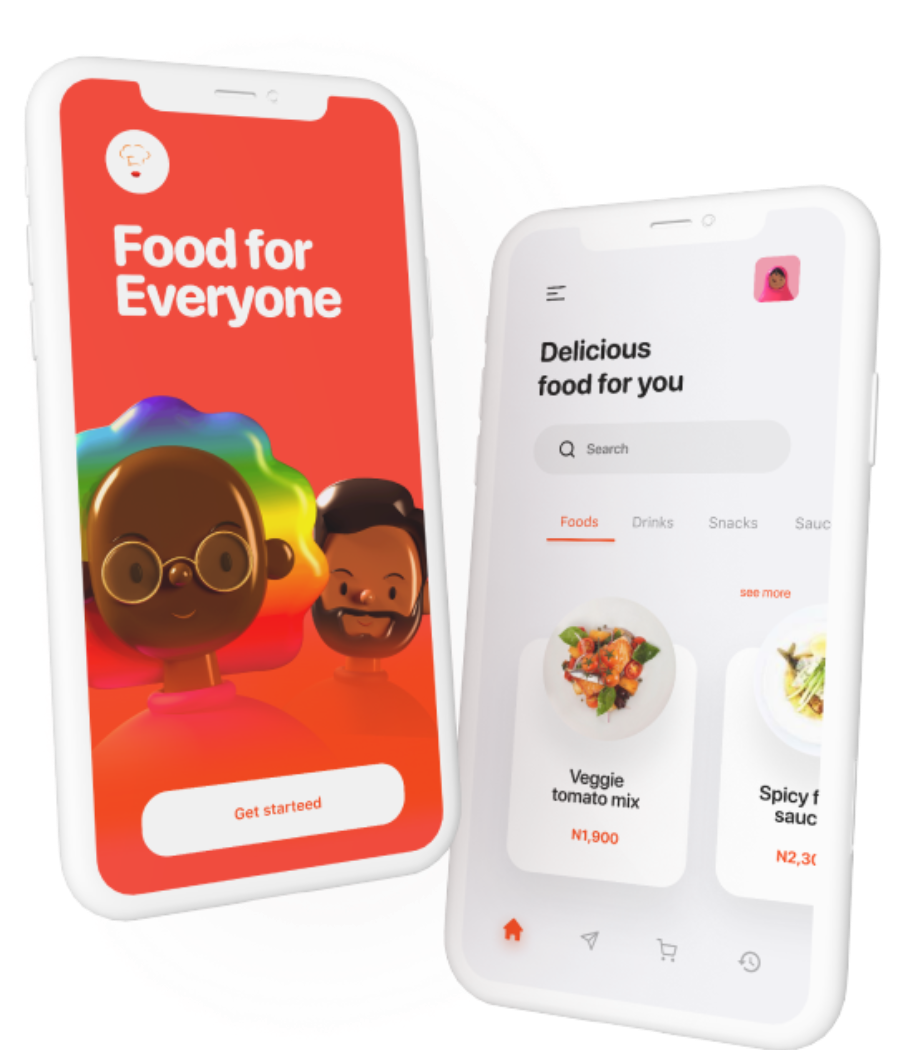 Food for
Everyone
Get starteed
Delicious
food for you
Search
Foods Drinks Snacks Sauc
see more
Veggie
tomato mix
N1,900
Spicy f
sauc
N2,30